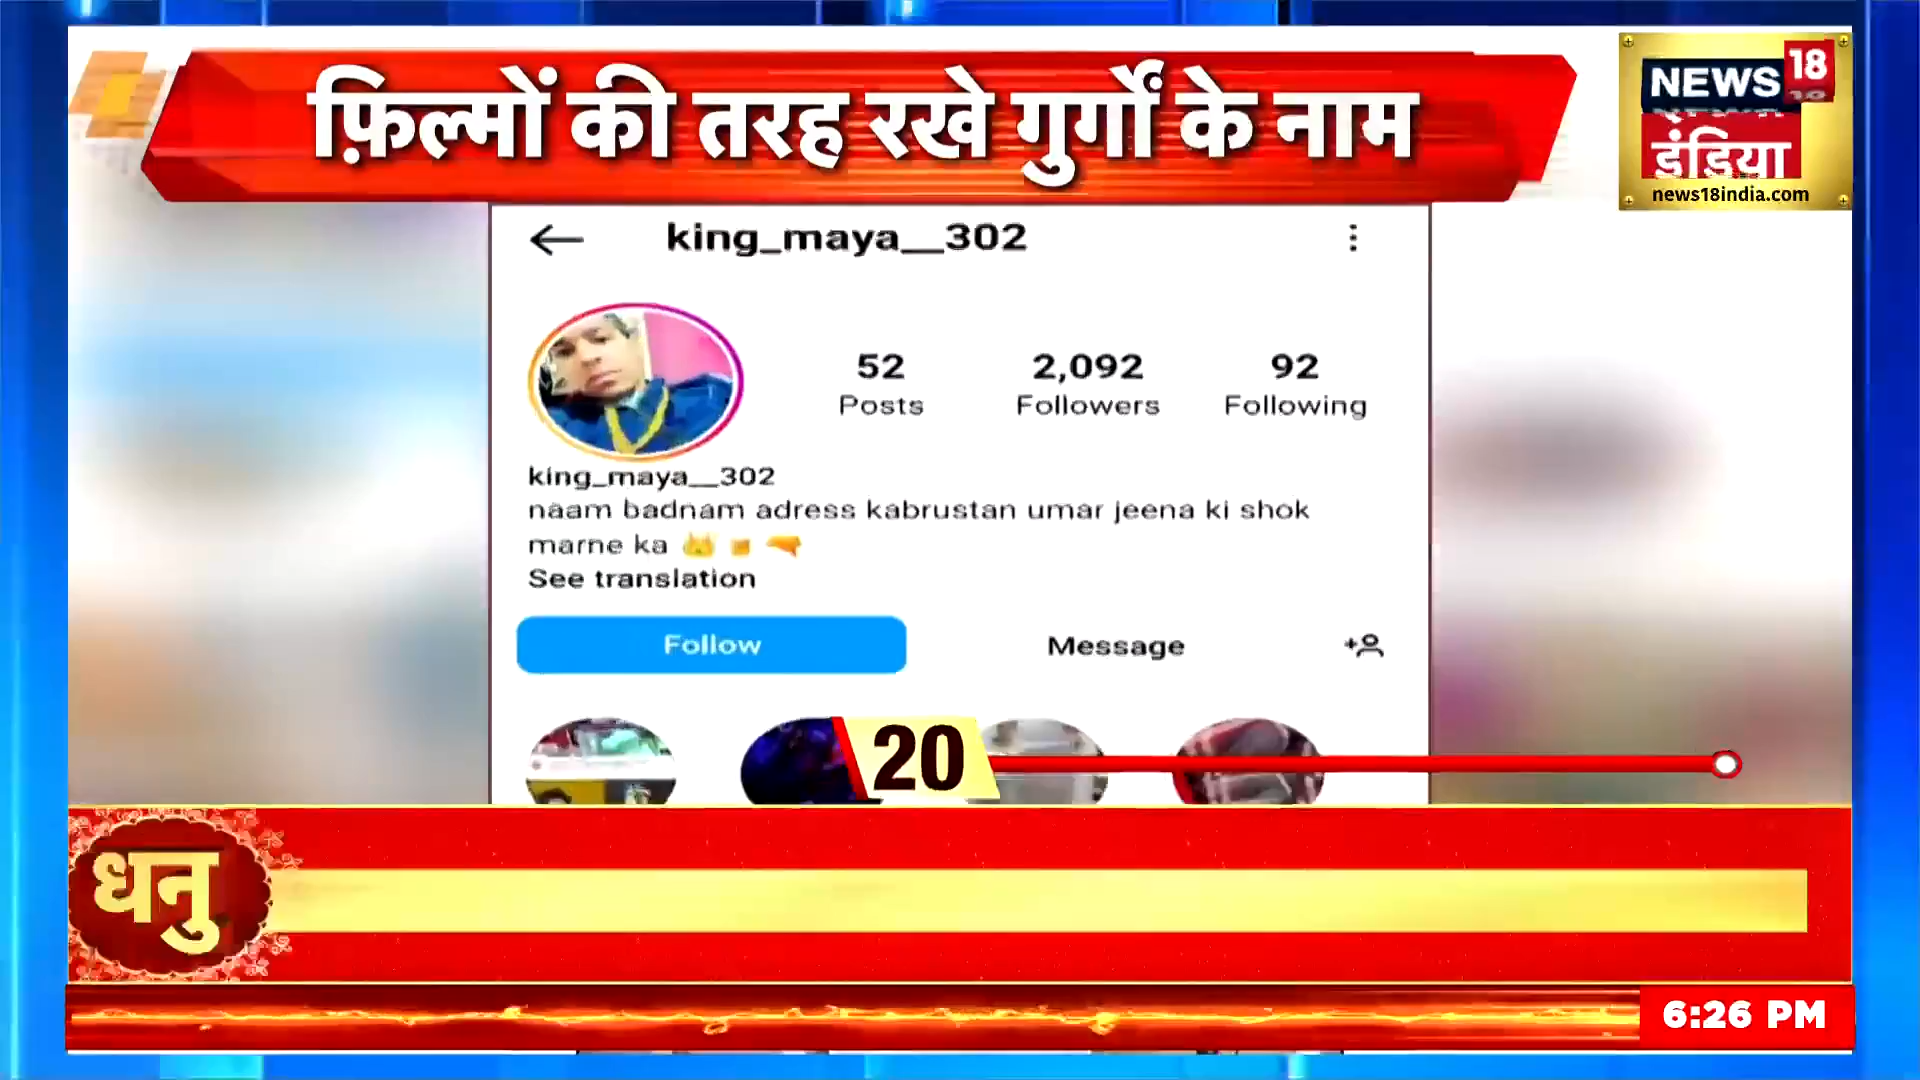 फ़िल्मों की तरह रखे गुर्गों के नाम
NEWS 18
इंडिया
news18india.com
king_maya__302
52
Posts
2,092
Followers
92
Following
king_maya__302
naam badnam adress kabrustan umar jeena ki shok
marne ka
See translation
Follow
Message
20
धनु
6:26 PM